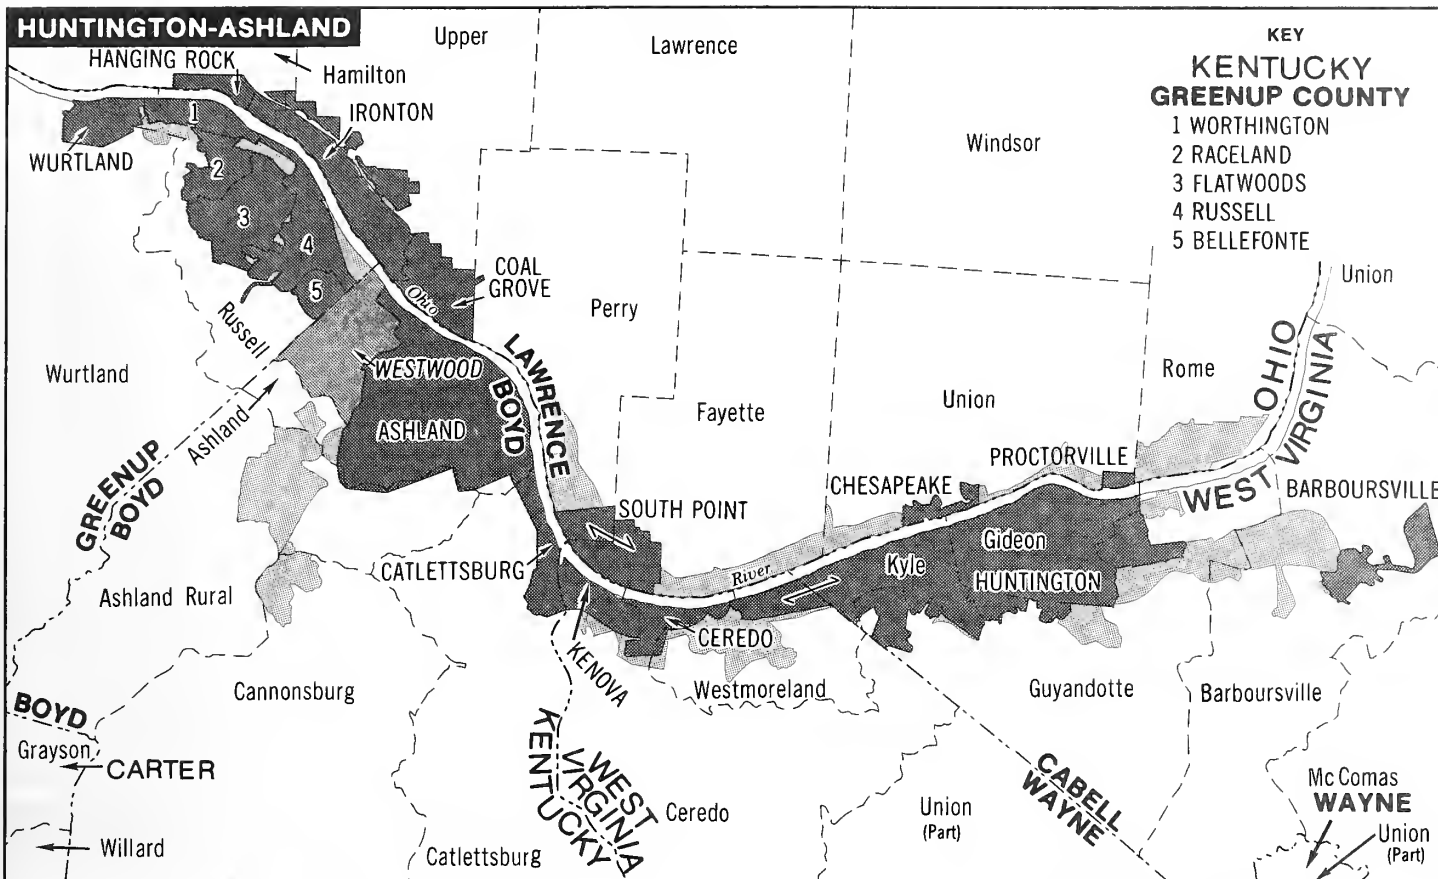 HUNTINGTON-ASHLAND
HANGING ROCK
Hamilton
IRONTON
Upper
Lawrence
KEY
KENTUCKY
GREENUP COUNTY
1 WORTHINGTON
2 RACELAND
3 FLATWOODS
4 RUSSELL
5 BELLEFONTE
Windsor
1
WURTLAND
2
3
4
5
COAL
GROVE
Ohio
Perry
Union
Russell
Wurtland
WESTWOOD
LAWRENCE
BOYD
Rome
OHIO
WEST VIRGINIA
Ashland
ASHLAND
Fayette
Union
GREENUP
BOYD
PROCTORVILLE
CHESAPEAKE
BARBOURSVILLE
SOUTH POINT
Gideon
Kyle
HUNTINGTON
River
CATLETTSBURG
Ashland Rural
CEREDO
KENOVA
Cannonsburg
Westmoreland
Guyandotte
Barboursville
BOYD
Grayson
CARTER
WEST
VIRGINIA
KENTUCKY
Ceredo
CABELL
WAYNE
Mc Comas
WAYNE
Union
(Part)
Union
(Part)
Willard
Catlettsburg